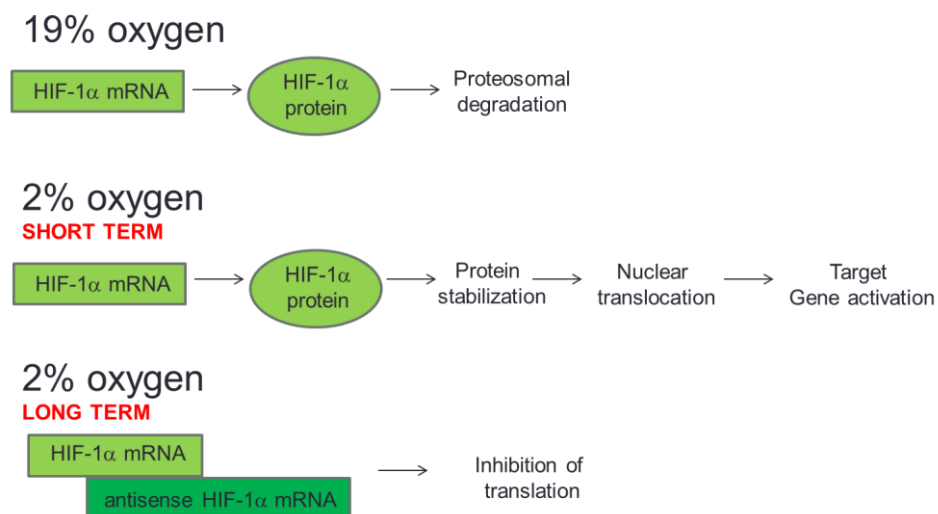 19% oxygen
HIF-1α mRNA
HIF-1α
protein
Proteosomal
degradation
2% oxygen
SHORT TERM
HIF-1α mRNA
HIF-1α
protein
Protein
stabilization
Nuclear
translocation
Target
Gene activation
2% oxygen
LONG TERM
HIF-1α mRNA
antisense HIF-1α mRNA
Inhibition of
translation